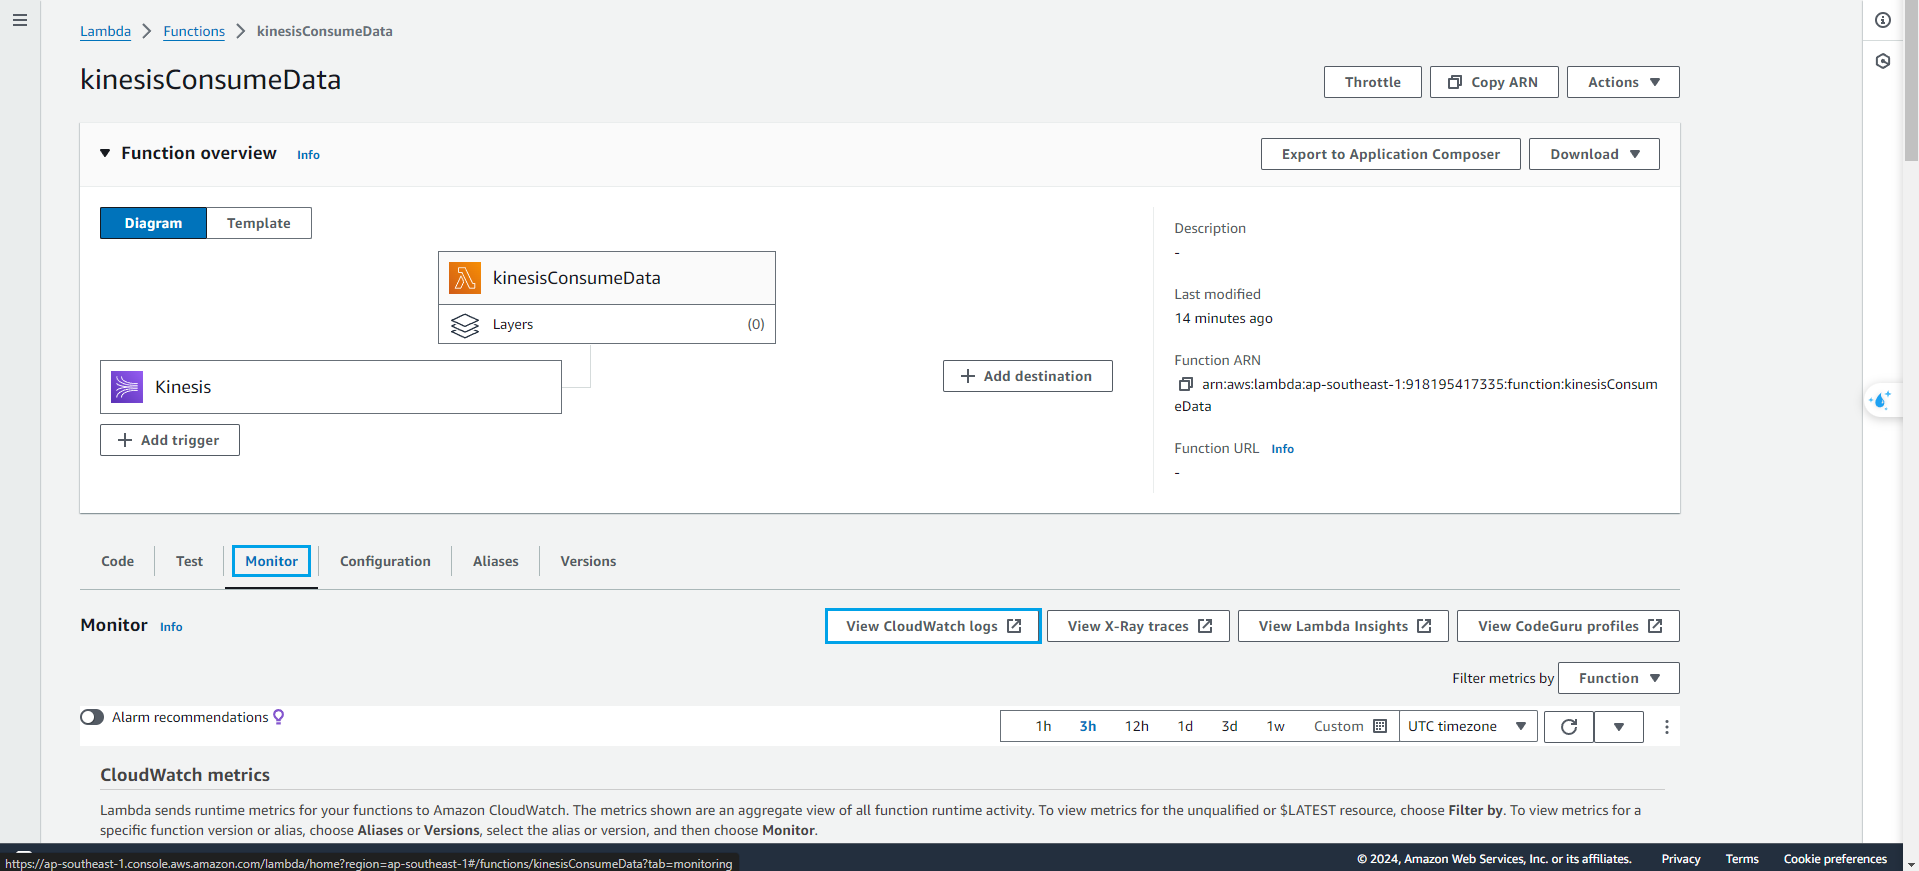 Lambda > Functions > kinesisConsumeData
kinesisConsumeData
Throttle
Copy ARN
Actions
Function overview Info
Export to Application Composer
Download
Diagram
Template
kinesisConsumeData
Layers (0)
Kinesis
+ Add trigger
+ Add destination
Description
-
Last modified
14 minutes ago
Function ARN
arn:aws:lambda:ap-southeast-1:918195417335:function:kinesisConsum
eData
Function URL Info
-
Code
Test
Monitor
Configuration
Aliases
Versions
Monitor Info
View CloudWatch logs
View X-Ray traces
View Lambda Insights
View CodeGuru profiles
Filter metrics by Function
Alarm recommendations
1h 3h 12h 1d 3d 1w Custom UTC timezone
CloudWatch metrics
Lambda sends runtime metrics for your functions to Amazon CloudWatch. The metrics shown are an aggregate view of all function runtime activity. To view metrics for the unqualified or $LATEST resource, choose Filter by. To view metrics for a
specific function version or alias, choose Aliases or Versions, select the alias or version, and then choose Monitor.
https://ap-southeast-1.console.aws.amazon.com/lambda/home?region=ap-southeast-1#/functions/kinesisConsumeData?tab=monitoring
© 2024, Amazon Web Services, Inc. or its affiliates. Privacy Terms Cookie preferences